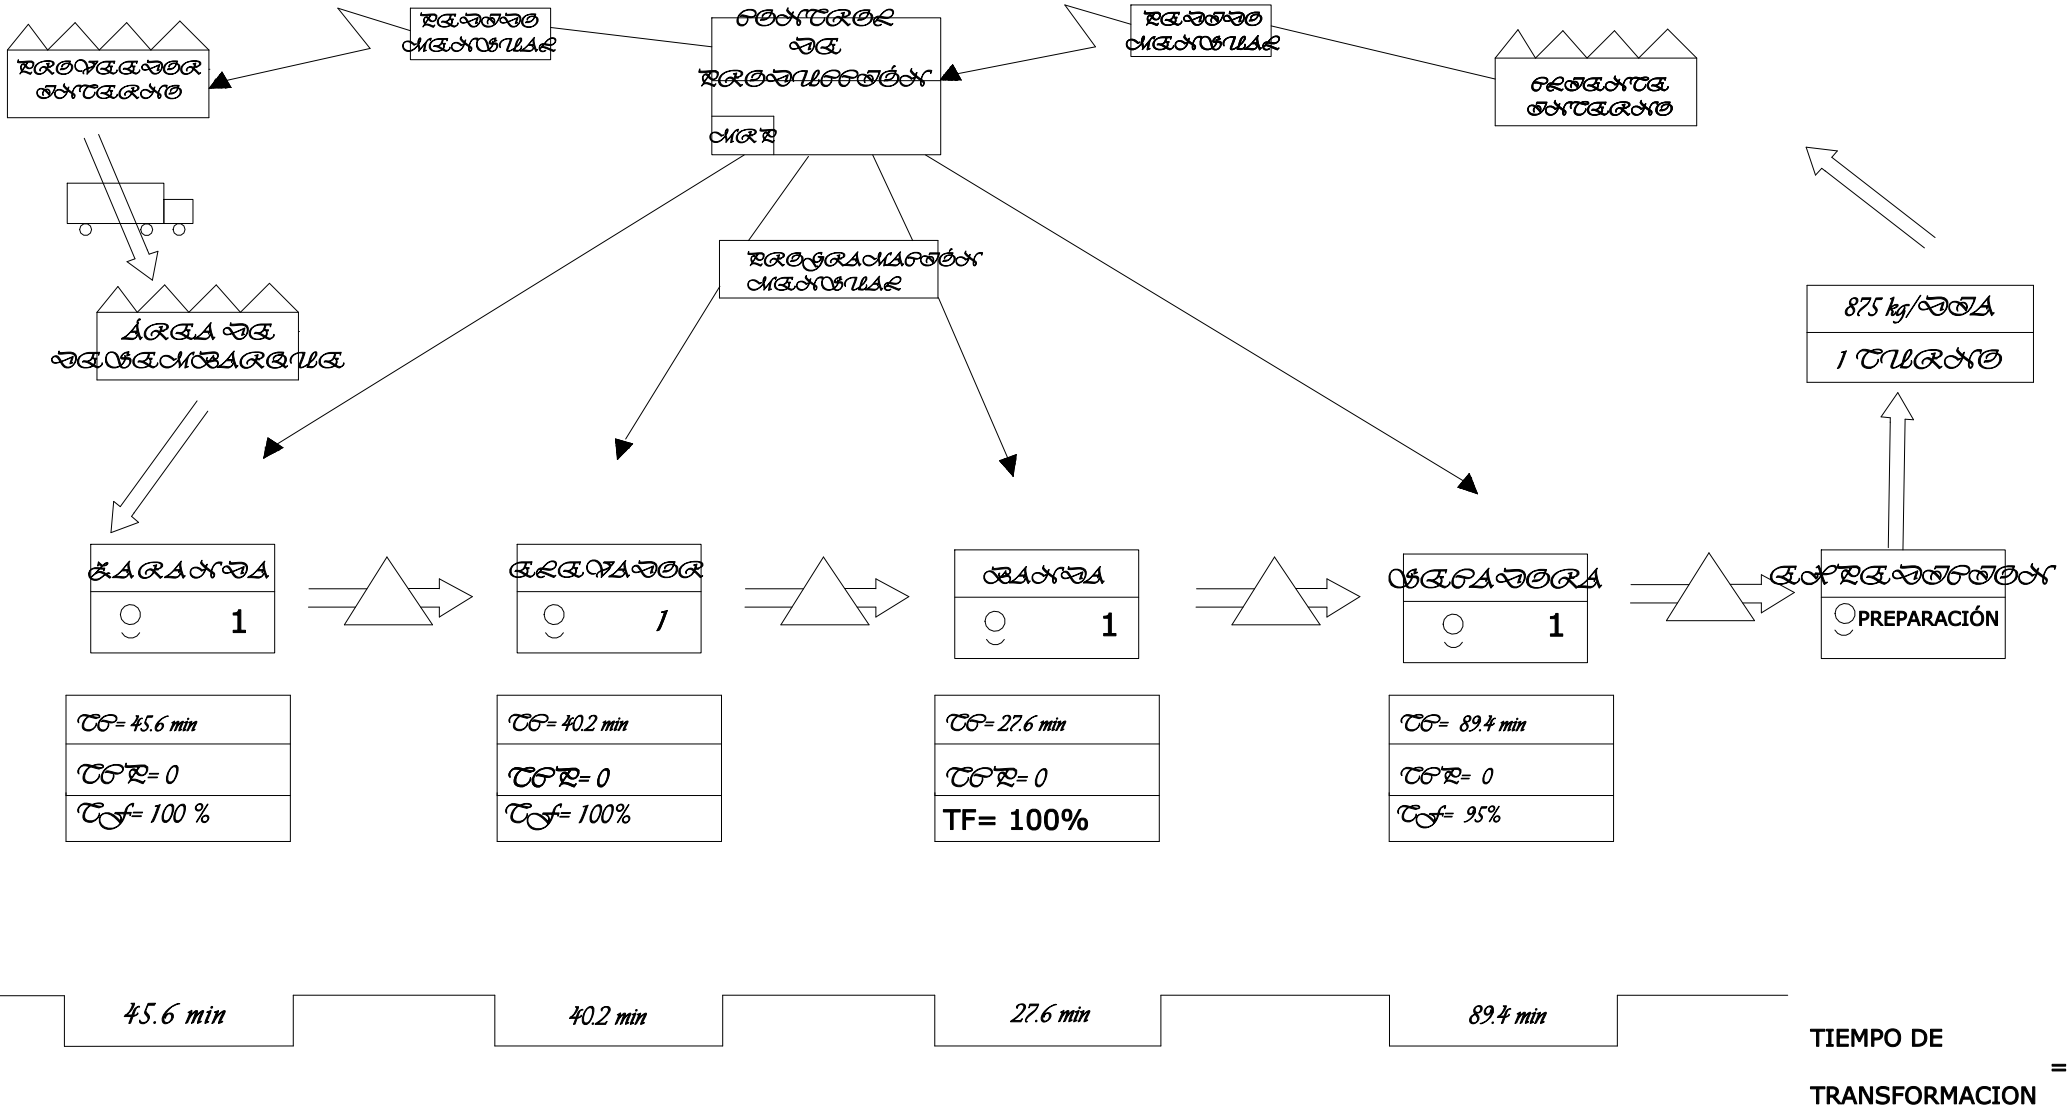 PEDIDO
MENSUAL
CONTROL
DE
PRODUCCIÓN
MRP
PEDIDO
MENSUAL
PROVEEDOR
INTERNO
CLIENTE
INTERNO
PROGRAMACIÓN
MENSUAL
ÁREA DE
DESEMBARQUE
875 kg/DIA
1 TURNO
ZARANDA
1
ELEVADOR
1
BANDA
1
SECADORA
1
EXPEDICION
PREPARACIÓN
TC= 45.6 min
TCP= 0
Tf= 100 %
TC= 40.2 min
TCP= 0
Tf= 100%
TC= 27.6 min
TCP= 0
TF= 100%
TC= 89.4 min
TCP= 0
Tf= 95%
45.6 min
40.2 min
27.6 min
89.4 min
TIEMPO DE
=
TRANSFORMACION